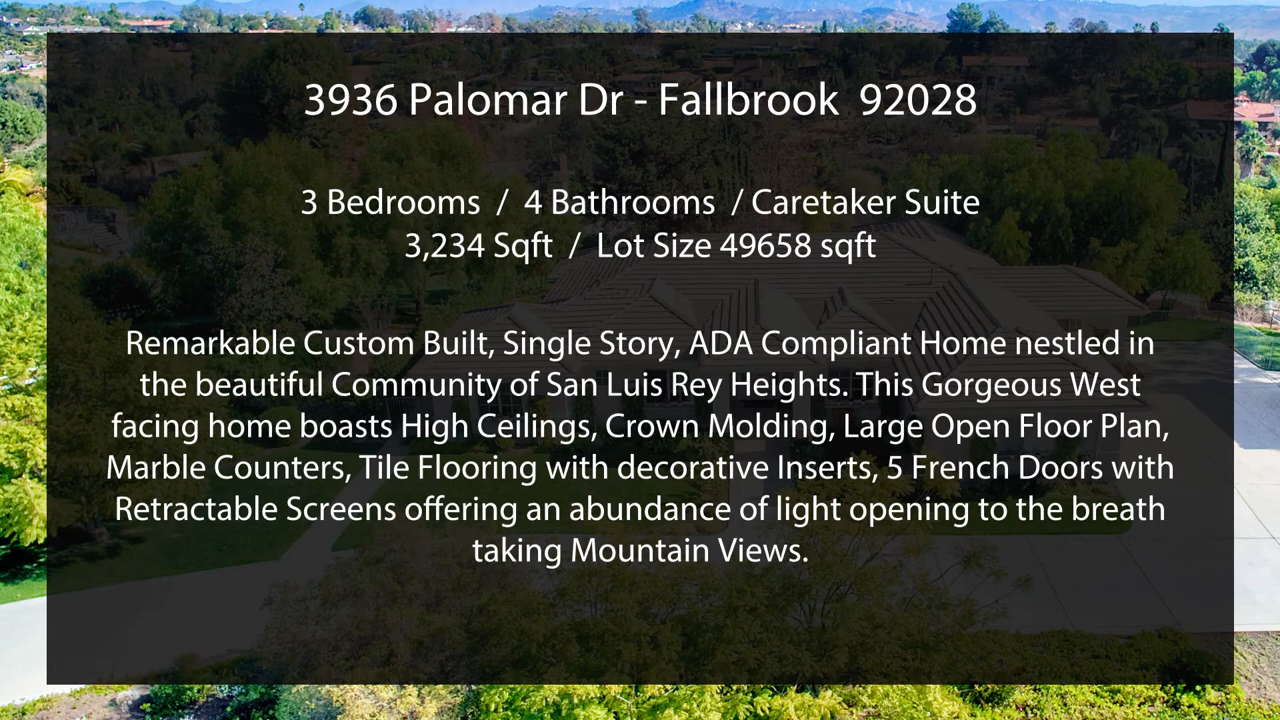 3936 Palomar Dr - Fallbrook  92028
3 Bedrooms  /  4 Bathrooms  / Caretaker Suite
3,234 Sqft  /  Lot Size 49658 sqft
Remarkable Custom Built, Single Story, ADA Compliant Home nestled in
the beautiful Community of San Luis Rey Heights. This Gorgeous West
facing home boasts High Ceilings, Crown Molding, Large Open Floor Plan,
Marble Counters, Tile Flooring with decorative Inserts, 5 French Doors with
Retractable Screens offering an abundance of light opening to the breath
taking Mountain Views.